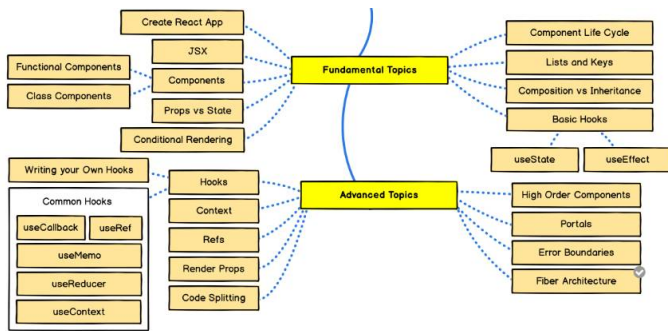 Create React App
JSX
Functional Components
Components
Class Components
Props vs State
Conditional Rendering
Fundamental Topics
Component Life Cycle
Lists and Keys
Composition vs Inheritance
Basic Hooks
useState
useEffect
Writing your Own Hooks
Hooks
Common Hooks
useCallback
useRef
useMemo
useReducer
useContext
Context
Refs
Render Props
Code Splitting
Advanced Topics
High Order Components
Portals
Error Boundaries
Fiber Architecture